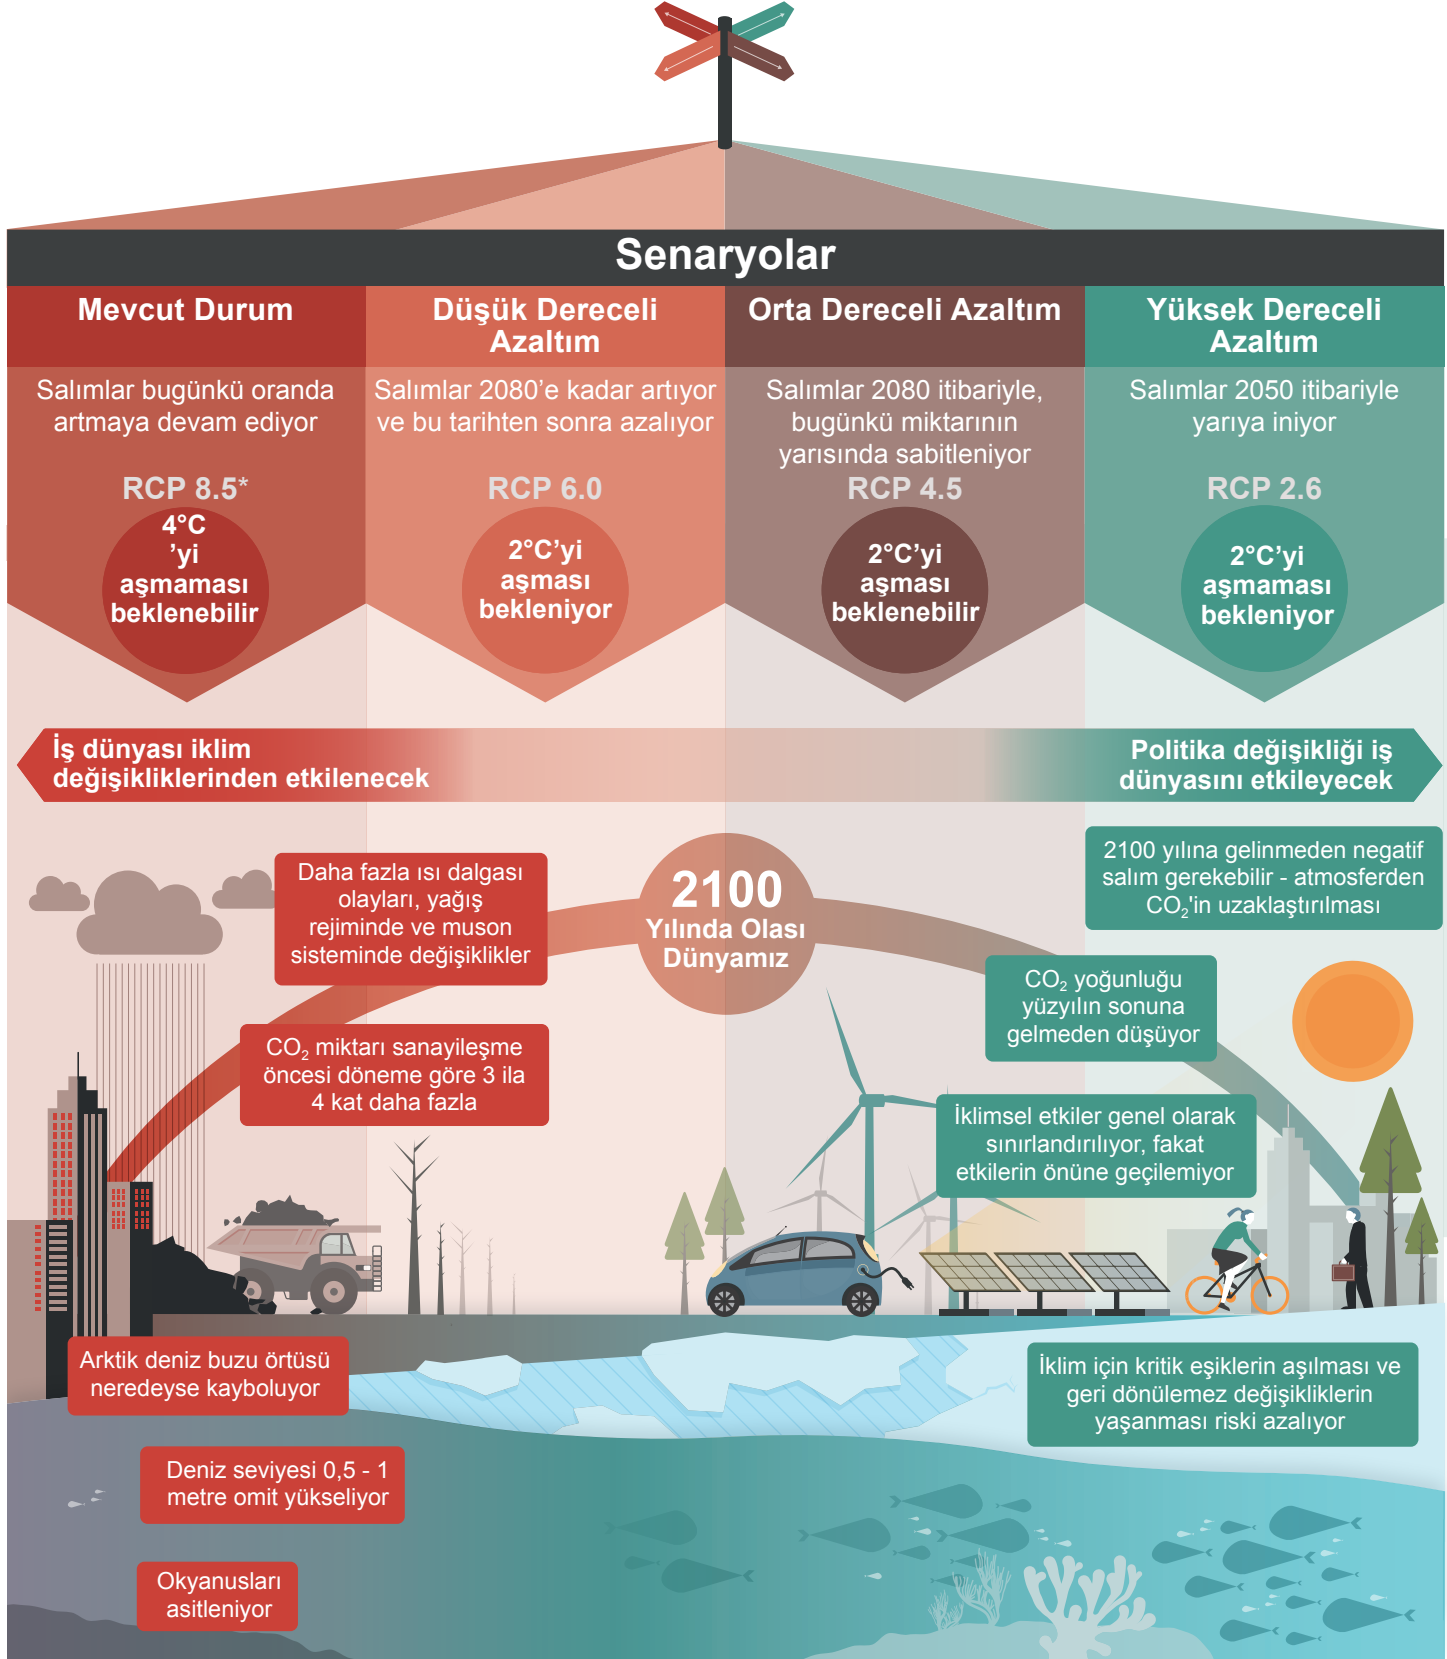 Senaryolar
Mevcut Durum
Salımlar bugünkü oranda
artmaya devam ediyor
RCP 8.5*
4°C
'yi
aşmaması
beklenebilir
Düşük Dereceli
Azaltım
Salımlar 2080'e kadar artıyor
ve bu tarihten sonra azalıyor
RCP 6.0
2°C'yi
aşması
bekleniyor
Orta Dereceli Azaltım
Salımlar 2080 itibariyle,
bugünkü miktarının
yarısında sabitleniyor
RCP 4.5
2°C'yi
aşması
beklenebilir
Yüksek Dereceli
Azaltım
Salımlar 2050 itibariyle
yarıya iniyor
RCP 2.6
2°C'yi
aşmaması
bekleniyor
İş dünyası iklim
değişikliklerinden etkilenecek
Politika değişikliği iş
dünyasını etkileyecek
2100
Yılında Olası
Dünyamız
Daha fazla ısı dalgası
olayları, yağış
rejiminde ve muson
sisteminde değişiklikler
CO₂ miktarı sanayileşme
öncesi döneme göre 3 ila
4 kat daha fazla
Arktik deniz buzu örtüsü
neredeyse kayboluyor
Deniz seviyesi 0,5 - 1
metre omit yükseliyor
Okyanusları
asitleniyor
2100 yılına gelinmeden negatif
salım gerekebilir - atmosferden
CO₂'in uzaklaştırılması
CO₂ yoğunluğu
yüzyılın sonuna
gelmeden düşüyor
İklimsel etkiler genel olarak
sınırlandırılıyor, fakat
etkilerin önüne geçilemiyor
İklim için kritik eşiklerin aşılması ve
geri dönülemez değişikliklerin
yaşanması riski azalıyor